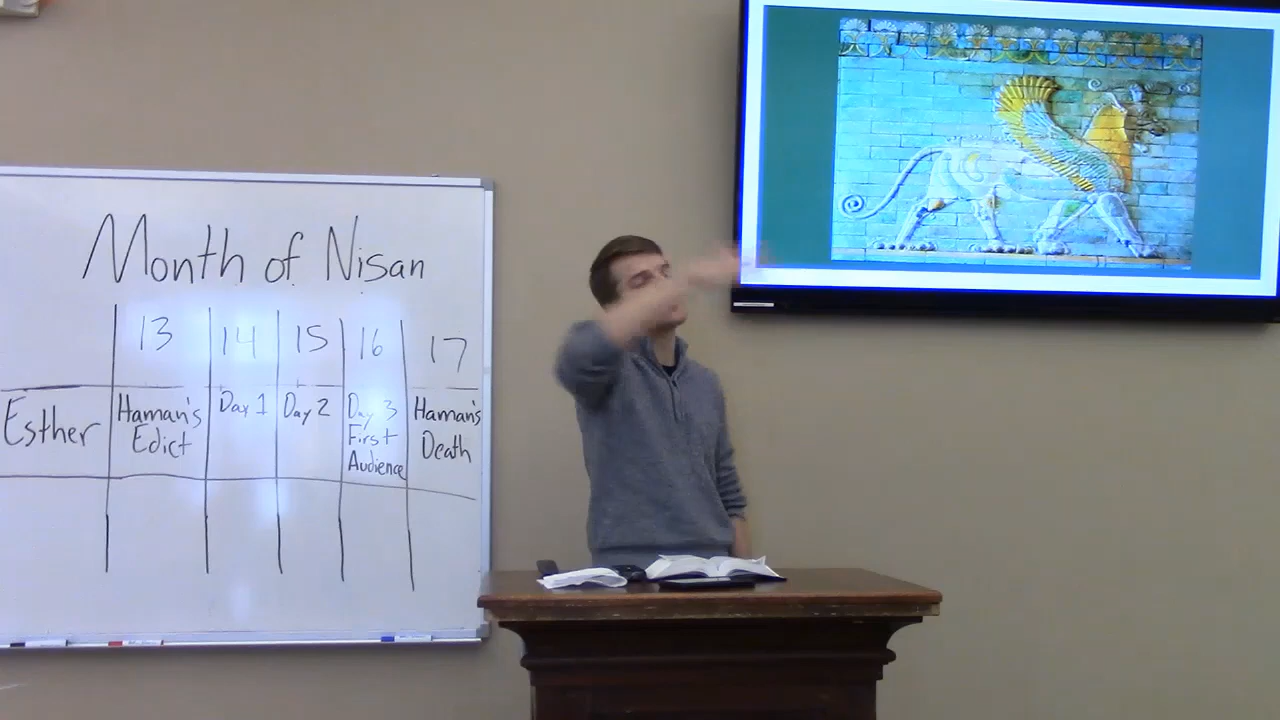 Month of Nisan
13 14 15 16 17
Esther Haman's Edict Day 1 Day 2 Day 3 First Audience Haman's Death